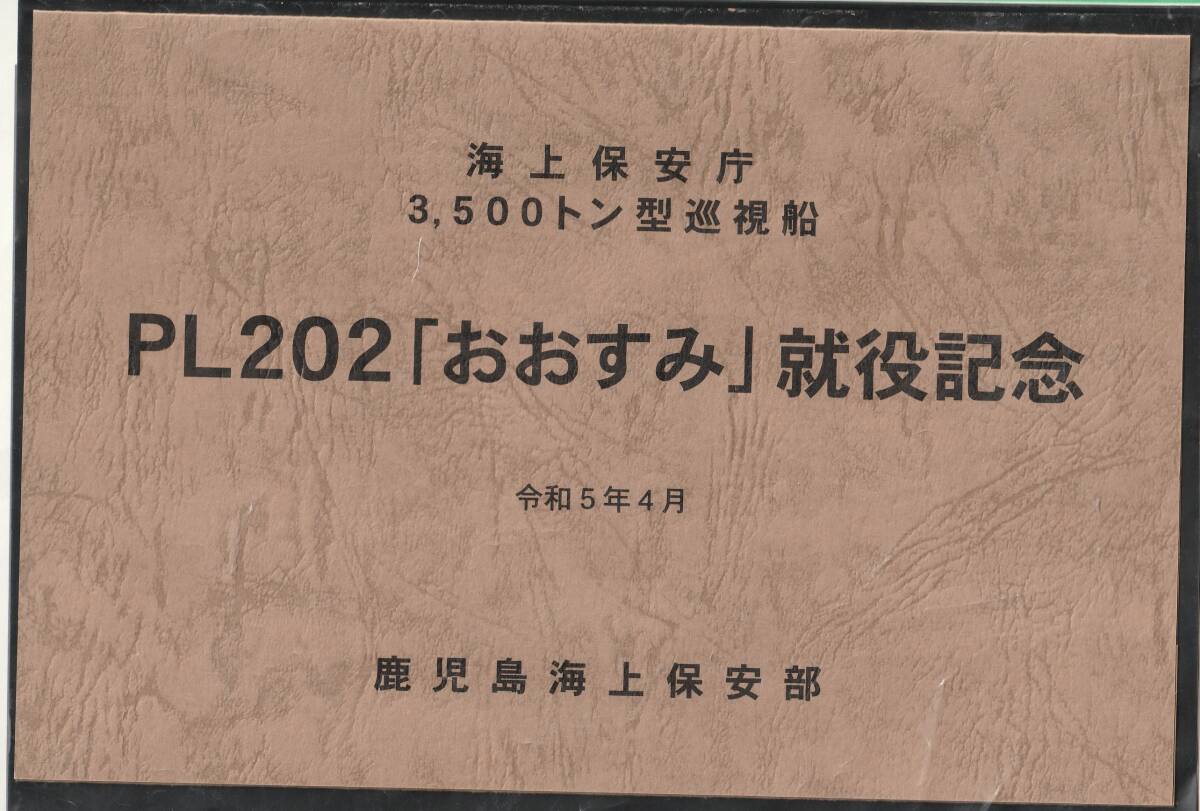 海上保安庁
3,500トン型巡視船
PL202「おおすみ」就役記念
令和5年4月
鹿児島海上保安部